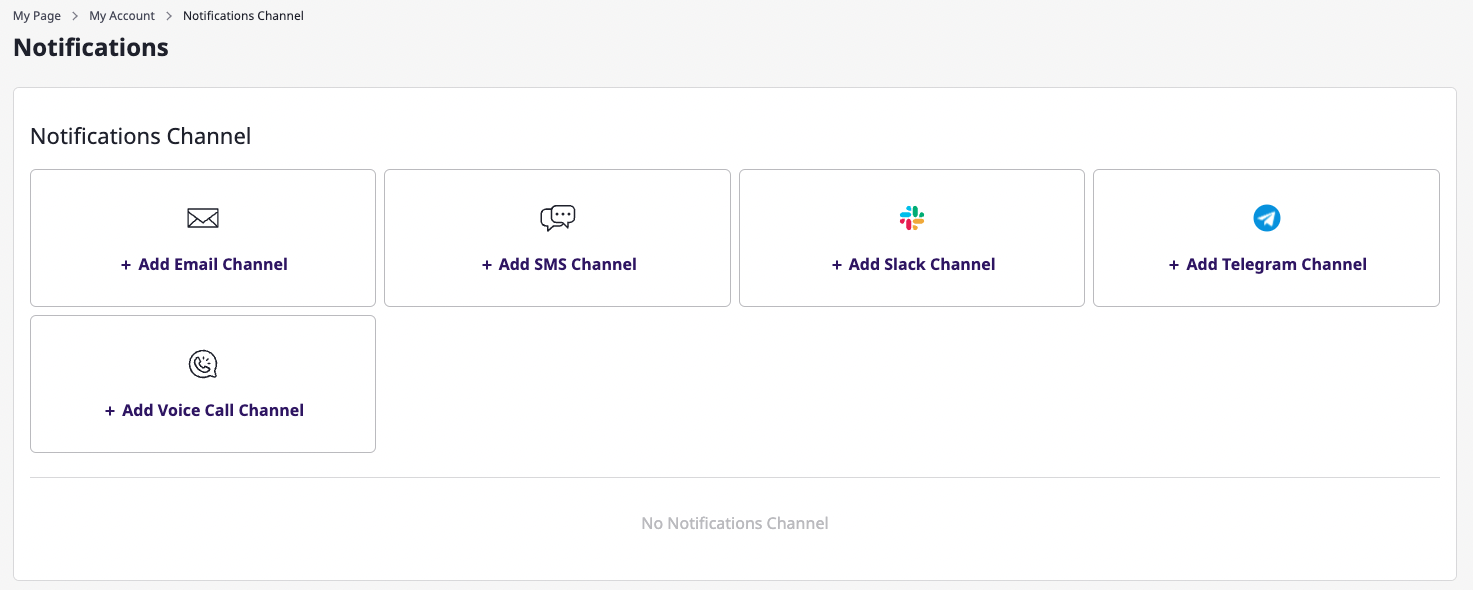 My Page > My Account > Notifications Channel
Notifications
Notifications Channel
+ Add Email Channel
+ Add SMS Channel
+ Add Slack Channel
+ Add Telegram Channel
+ Add Voice Call Channel
No Notifications Channel